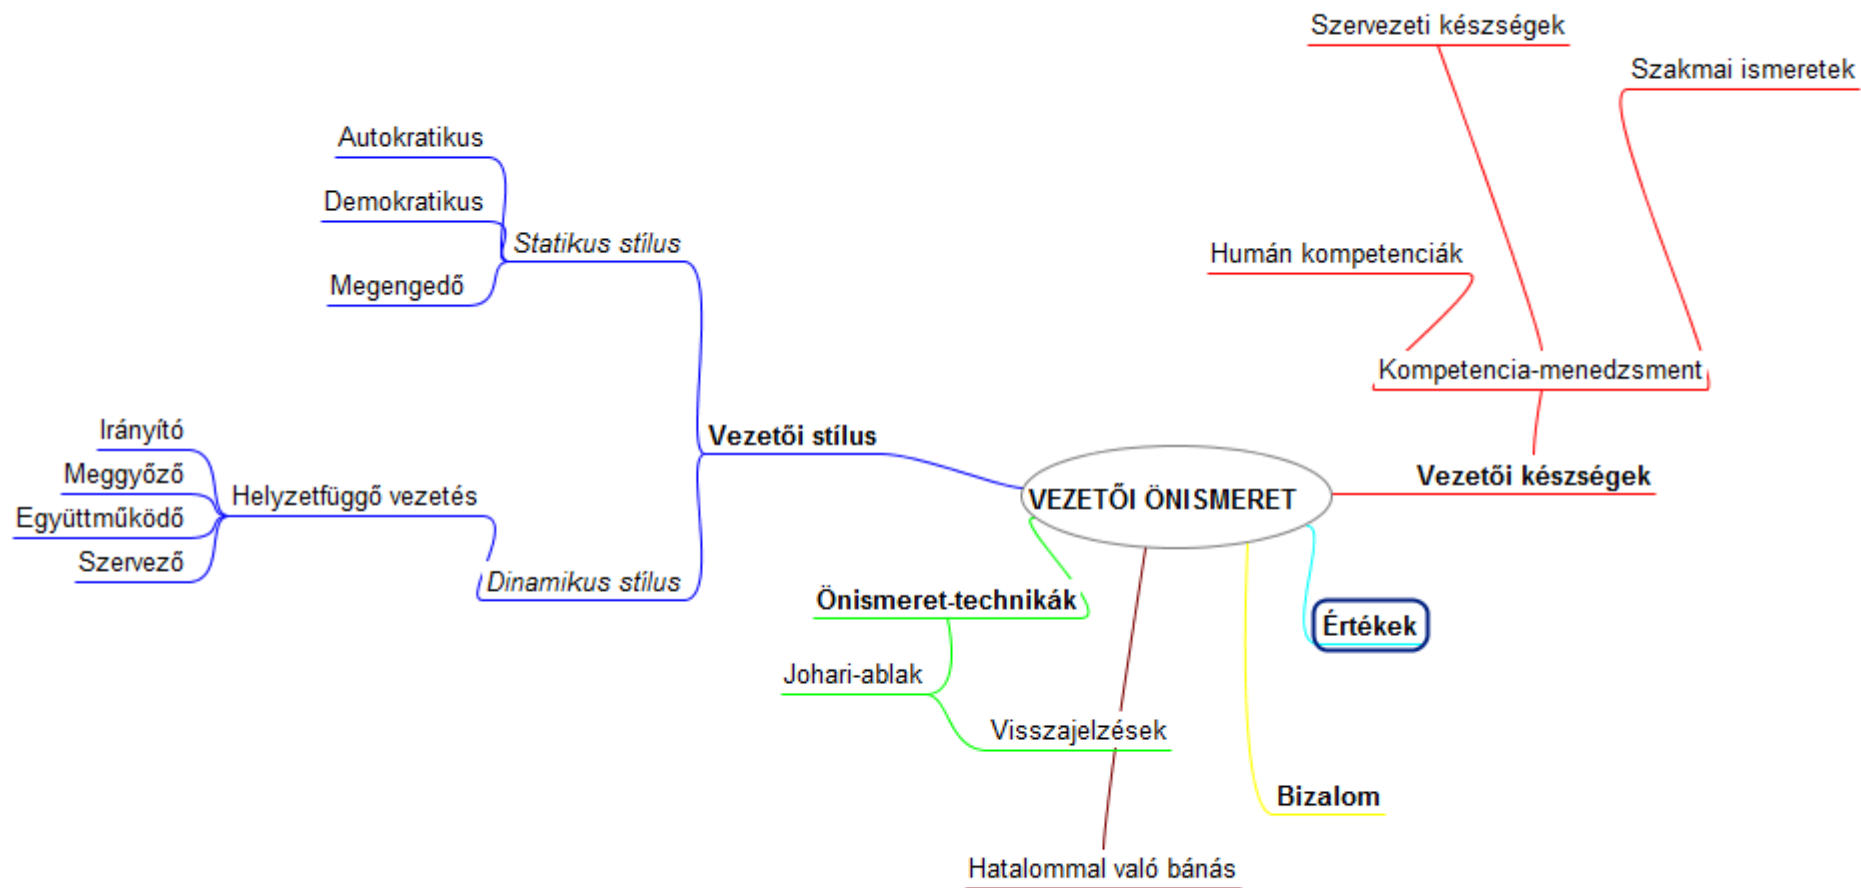 Szervezeti készségek
Szakmai ismeretek
Autokratikus
Demokratikus
Statikus stílus
Humán kompetenciák
Megengedő
Kompetencia-menedzsment
Irányító
Vezetői stílus
Meggyőző
Vezetői készségek
Helyzetfüggő vezetés
VEZETŐI ÖNISMERET
Együttműködő
Szervező
Dinamikus stílus
Önismeret-technikák
Értékek
Johari-ablak
Visszajelzések
Bizalom
Hatalommal való bánás